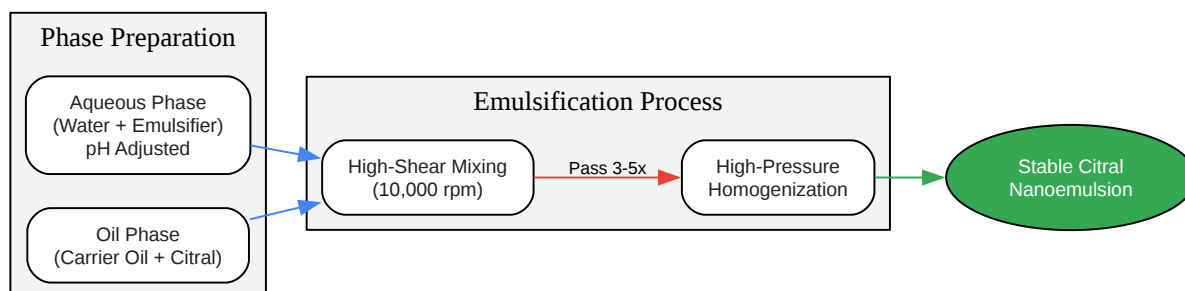 Phase Preparation
Aqueous Phase
(Water + Emulsifier)
pH Adjusted
Oil Phase
(Carrier Oil + Citral)
Emulsification Process
High-Shear Mixing
(10,000 rpm)
Pass 3-5x
High-Pressure
Homogenization
Stable Citral
Nanoemulsion